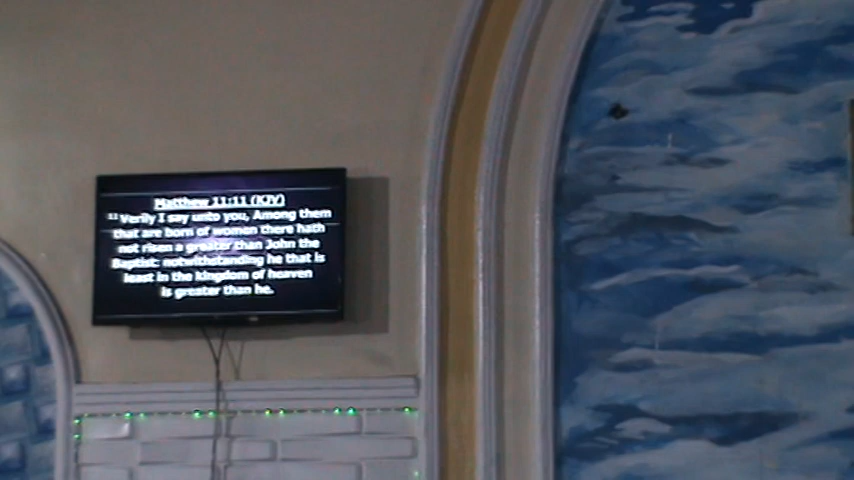 Matthew 11:11 (KJV)
11 Verily I say unto you, Among them
that are born of women there hath
not risen a greater than John the
Baptist: notwithstanding he that is
least in the kingdom of heaven
is greater than he.